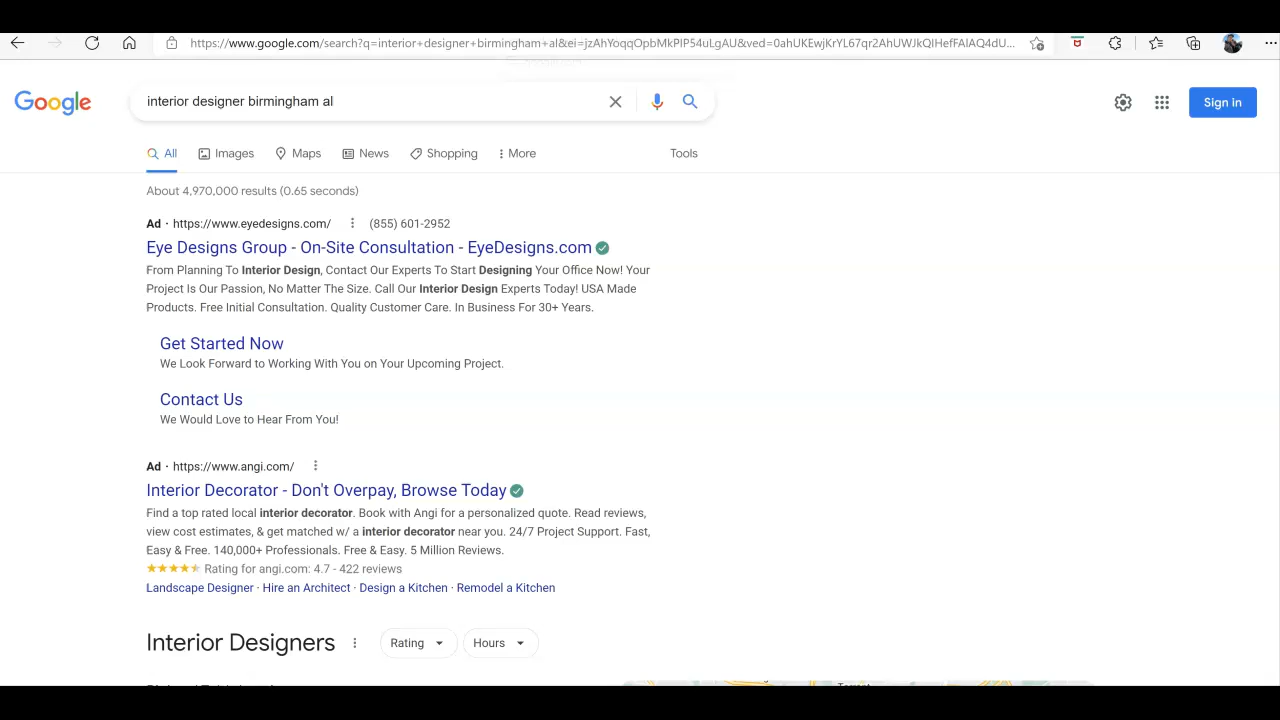 https://www.google.com/search?q=interior+designer+birmingham+al&ei=jzAhYoqqOpbMkPIP54uLgAU&ved=0ahUKEwjKrYL67qr2AhUWJkQIHefFAlAQ4dU...
Google
interior designer birmingham al
Sign in
All Images Maps News Shopping More Tools
About 4,970,000 results (0.65 seconds)
Ad · https://www.eyedesigns.com/ (855) 601-2952
Eye Designs Group - On-Site Consultation - EyeDesigns.com
From Planning To Interior Design, Contact Our Experts To Start Designing Your Office Now! Your
Project Is Our Passion, No Matter The Size. Call Our Interior Design Experts Today! USA Made
Products. Free Initial Consultation. Quality Customer Care. In Business For 30+ Years.
Get Started Now
We Look Forward to Working With You on Your Upcoming Project.
Contact Us
We Would Love to Hear From You!
Ad · https://www.angi.com/
Interior Decorator - Don't Overpay, Browse Today
Find a top rated local interior decorator. Book with Angi for a personalized quote. Read reviews,
view cost estimates, & get matched w/ a interior decorator near you. 24/7 Project Support. Fast,
Easy & Free. 140,000+ Professionals. Free & Easy. 5 Million Reviews.
Rating for angi.com: 4.7 - 422 reviews
Landscape Designer · Hire an Architect · Design a Kitchen · Remodel a Kitchen
Interior Designers
Rating
Hours